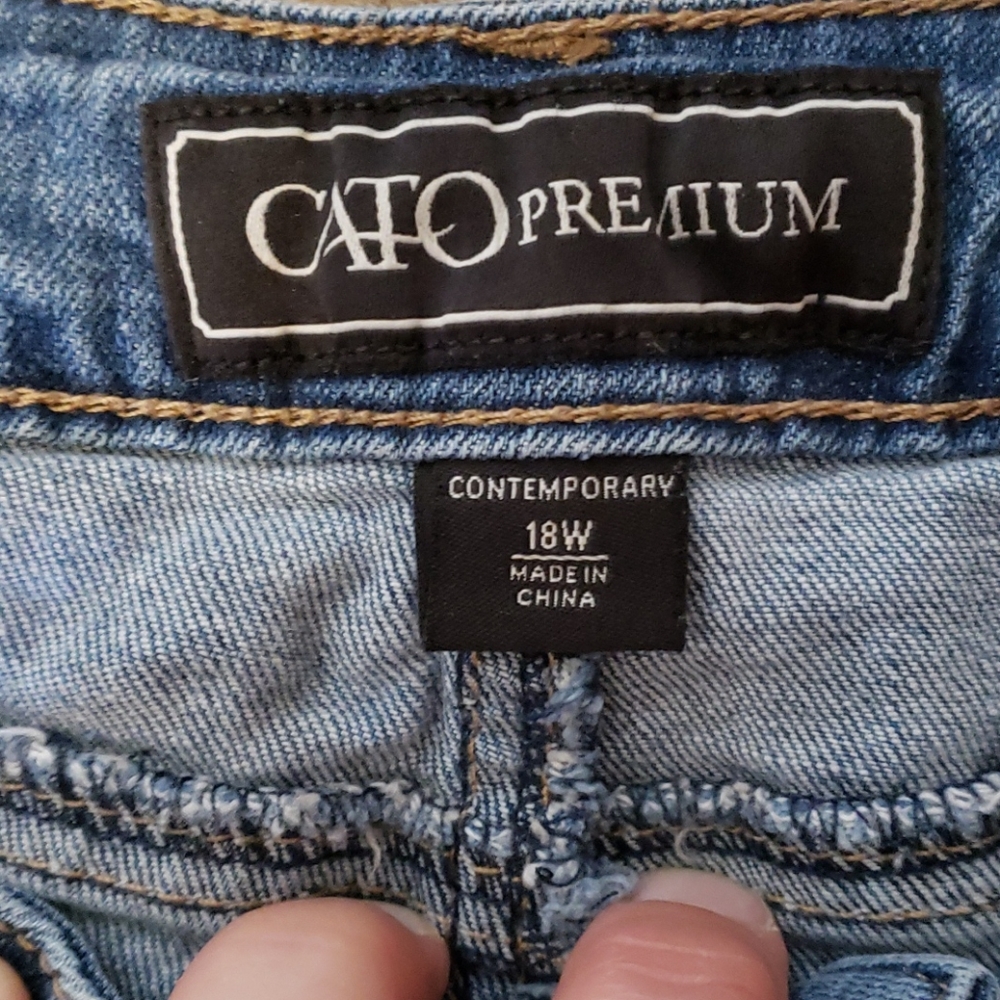 CATO PREMIUM
CONTEMPORARY
18W
MADE IN
CHINA